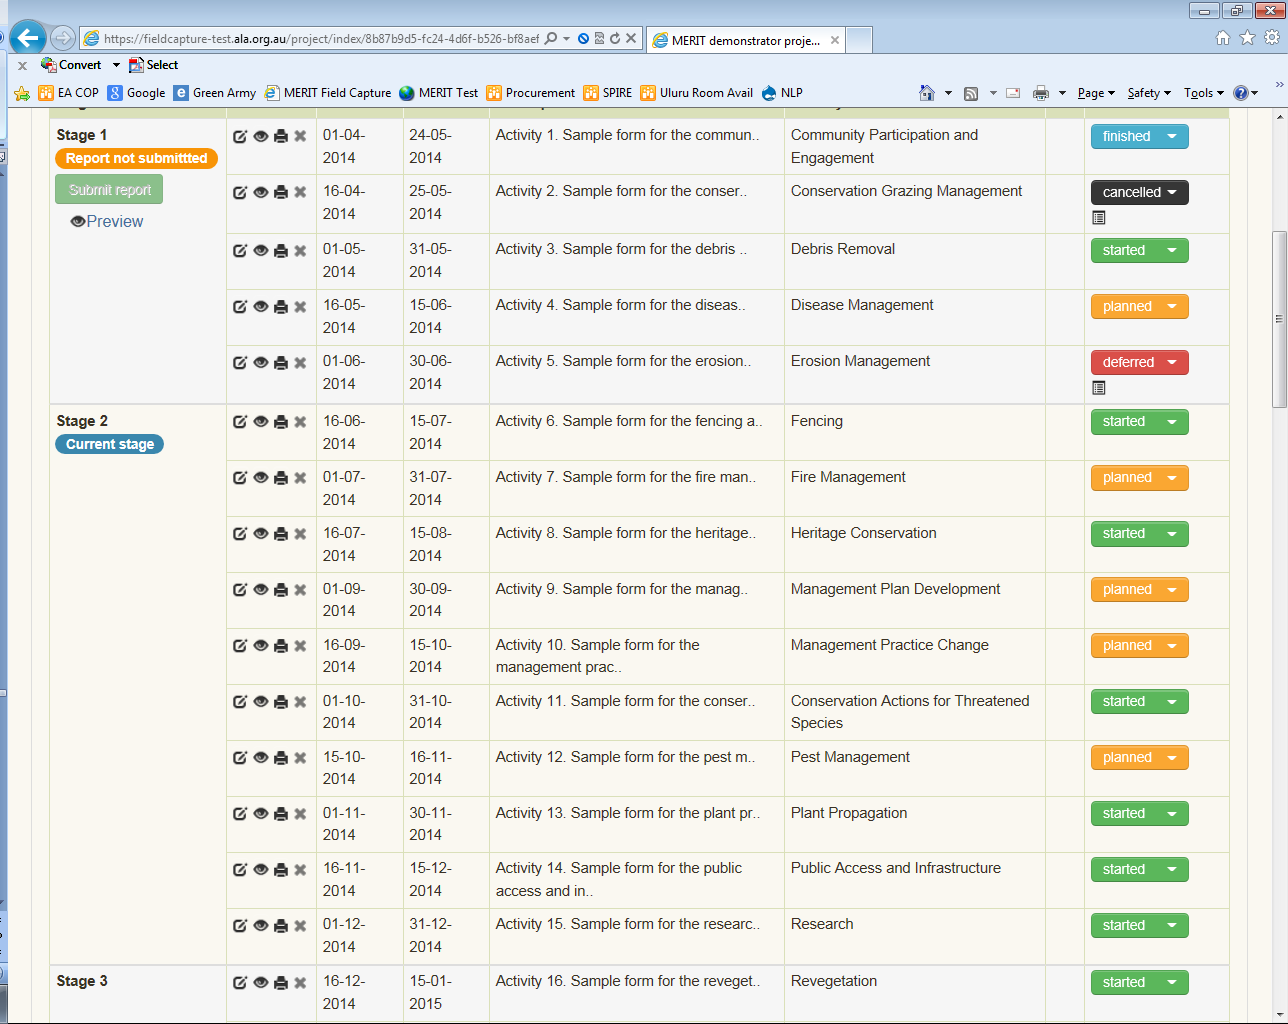 https://fieldcapture-test.ala.org.au/project/index/8b87b9d5-fc24-4d6f-b526-bf8aef
MERIT demonstrator proje...
Convert Select
EA COP Google Green Army MERIT Field Capture MERIT Test Procurement SPIRE Uluru Room Avail NLP Page Safety Tools
Stage 1
Report not submittted
Submit report
Preview
01-04-2014 24-05-2014 Activity 1. Sample form for the commun.. Community Participation and Engagement finished
16-04-2014 25-05-2014 Activity 2. Sample form for the conser.. Conservation Grazing Management cancelled
01-05-2014 31-05-2014 Activity 3. Sample form for the debris .. Debris Removal started
16-05-2014 15-06-2014 Activity 4. Sample form for the diseas.. Disease Management planned
01-06-2014 30-06-2014 Activity 5. Sample form for the erosion.. Erosion Management deferred
Stage 2
Current stage
16-06-2014 15-07-2014 Activity 6. Sample form for the fencing a.. Fencing started
01-07-2014 31-07-2014 Activity 7. Sample form for the fire man.. Fire Management planned
16-07-2014 15-08-2014 Activity 8. Sample form for the heritage.. Heritage Conservation started
01-09-2014 30-09-2014 Activity 9. Sample form for the manag.. Management Plan Development planned
16-09-2014 15-10-2014 Activity 10. Sample form for the management prac.. Management Practice Change planned
01-10-2014 31-10-2014 Activity 11. Sample form for the conser.. Conservation Actions for Threatened Species started
15-10-2014 16-11-2014 Activity 12. Sample form for the pest m.. Pest Management planned
01-11-2014 30-11-2014 Activity 13. Sample form for the plant pr.. Plant Propagation started
16-11-2014 15-12-2014 Activity 14. Sample form for the public access and in.. Public Access and Infrastructure started
01-12-2014 31-12-2014 Activity 15. Sample form for the researc.. Research started
Stage 3
16-12-2014 15-01-2015 Activity 16. Sample form for the reveget.. Revegetation started